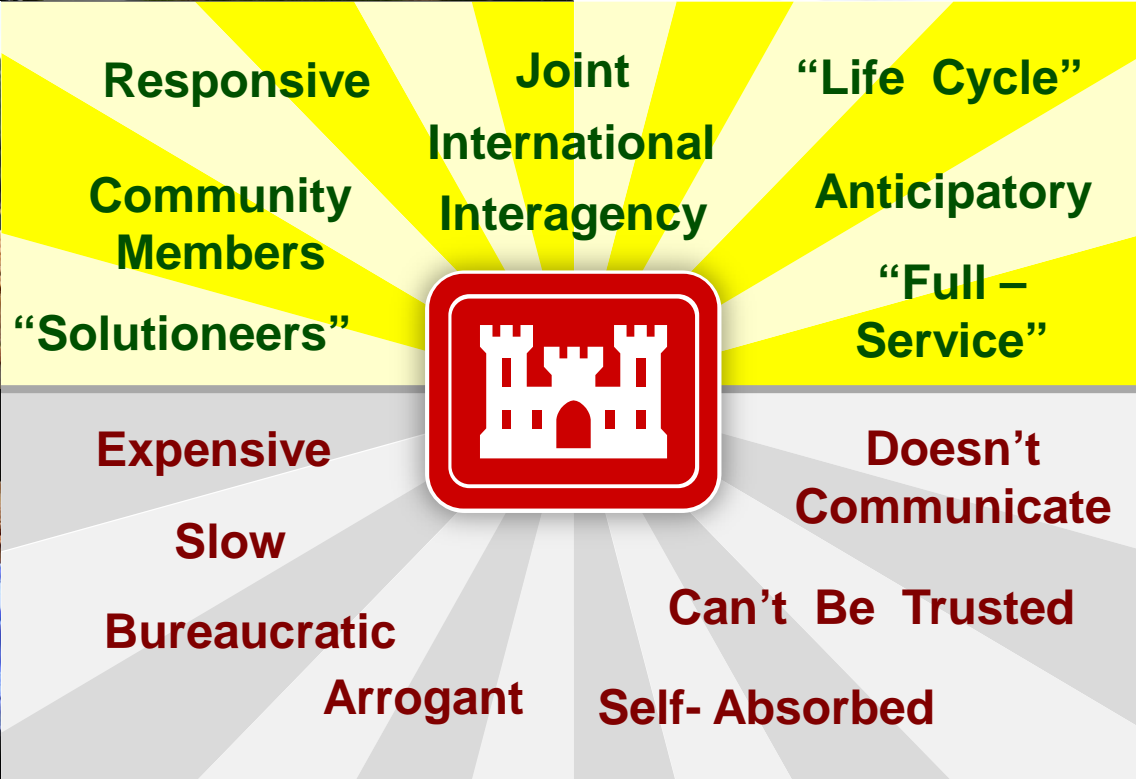 Responsive
Joint
“Life Cycle”
International
Community
Members
Interagency
Anticipatory
“Solutioneers”
“Full –
Service”
Expensive
Doesn’t
Communicate
Slow
Can’t Be Trusted
Bureaucratic
Arrogant
Self- Absorbed